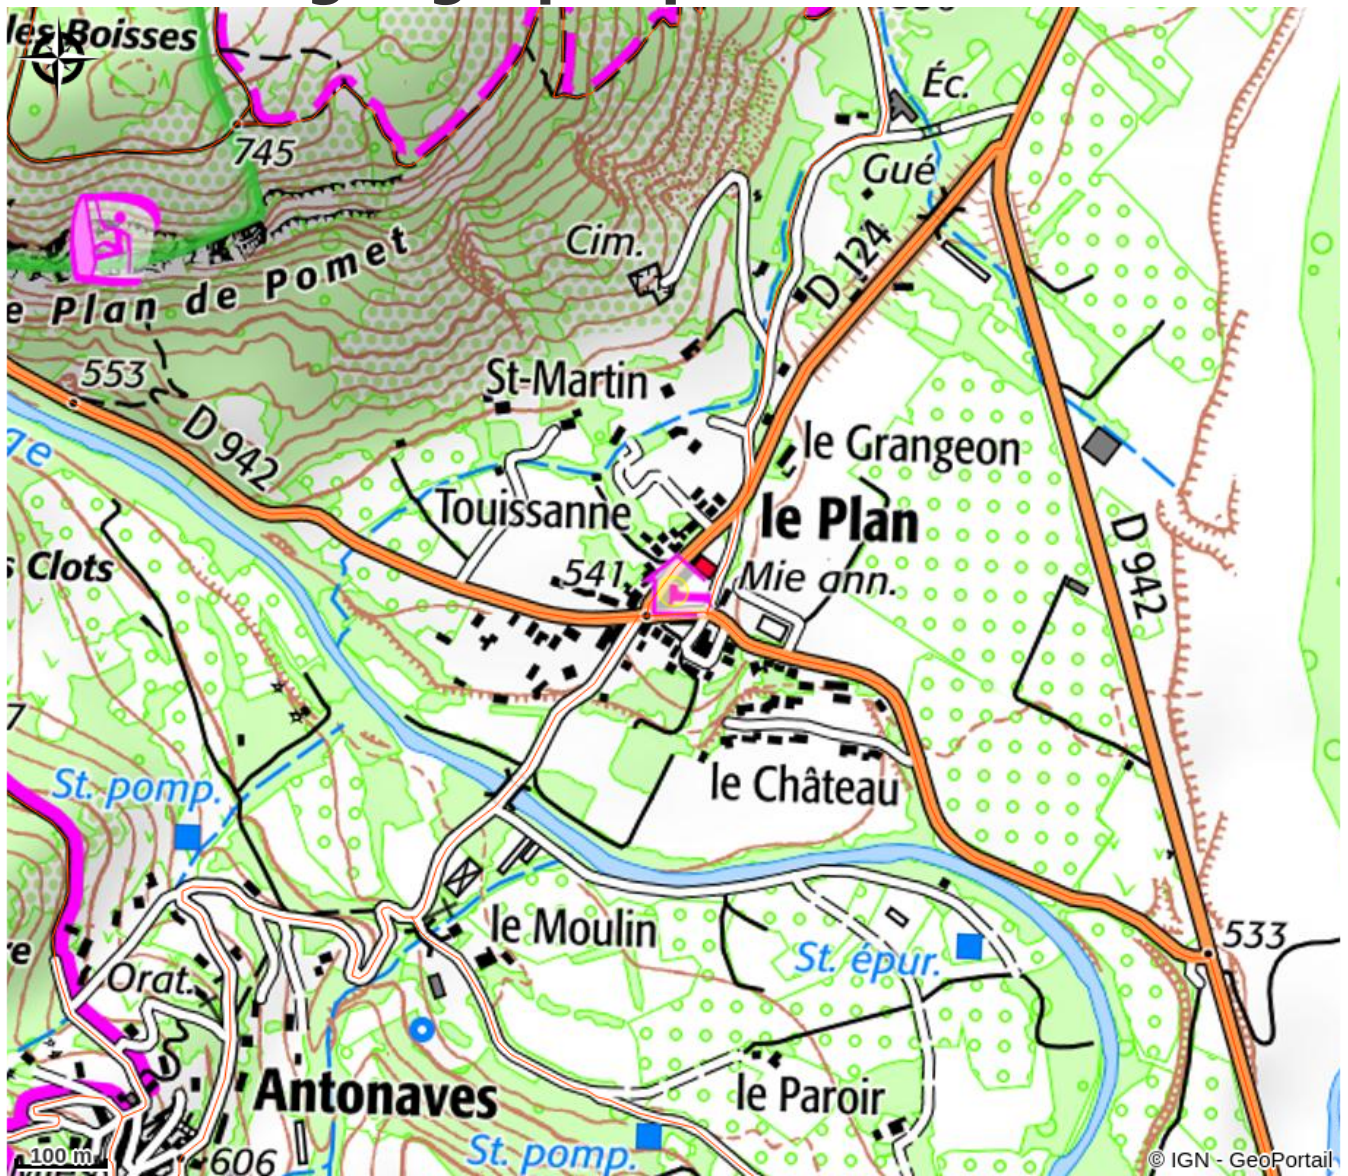 les Boisses
Éc.
745
Gué
Cim.
D 124
Plan de Pomet
553
St-Martin
D 942
le Grangeon
Touissanne
le Plan
Clots
541
Mie ann.
D 942
St. pomp.
le Château
le Moulin
533
St. épur.
Orat.
Antonaves
le Paroir
St. pomp.
100 m
606
© IGN - GeoPortail